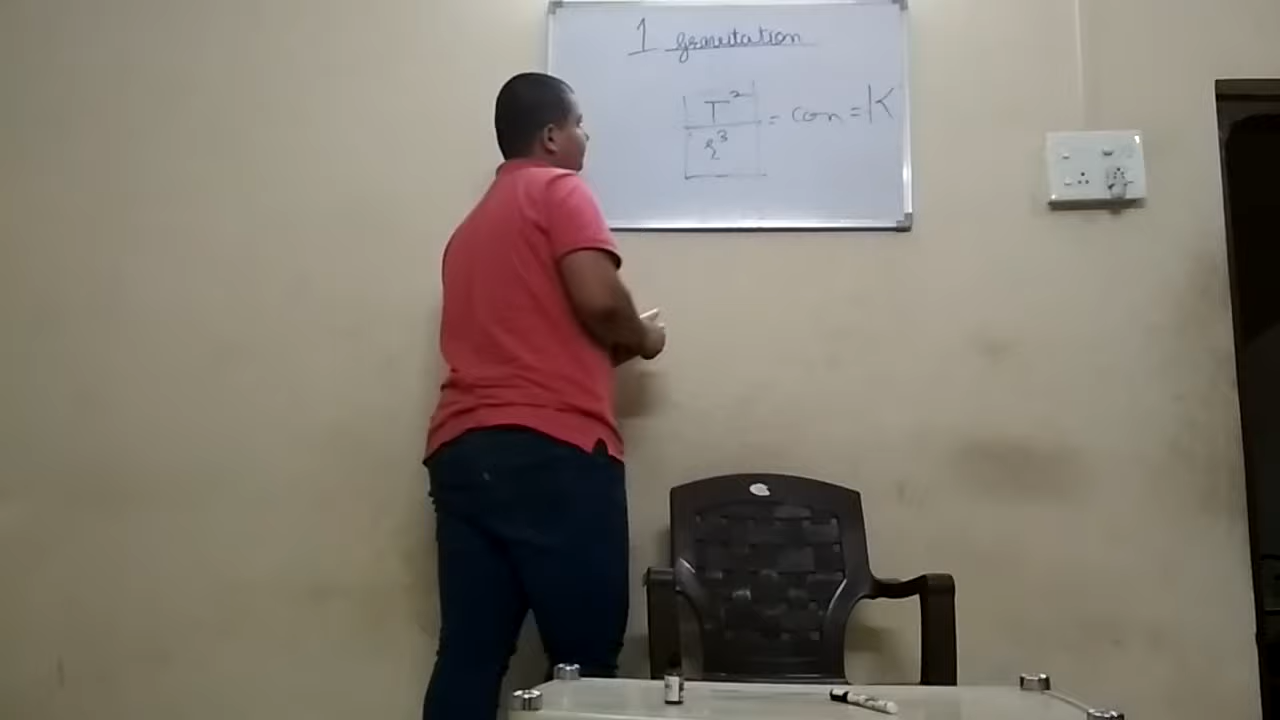 1 gravitation
T² / r³ = con = K